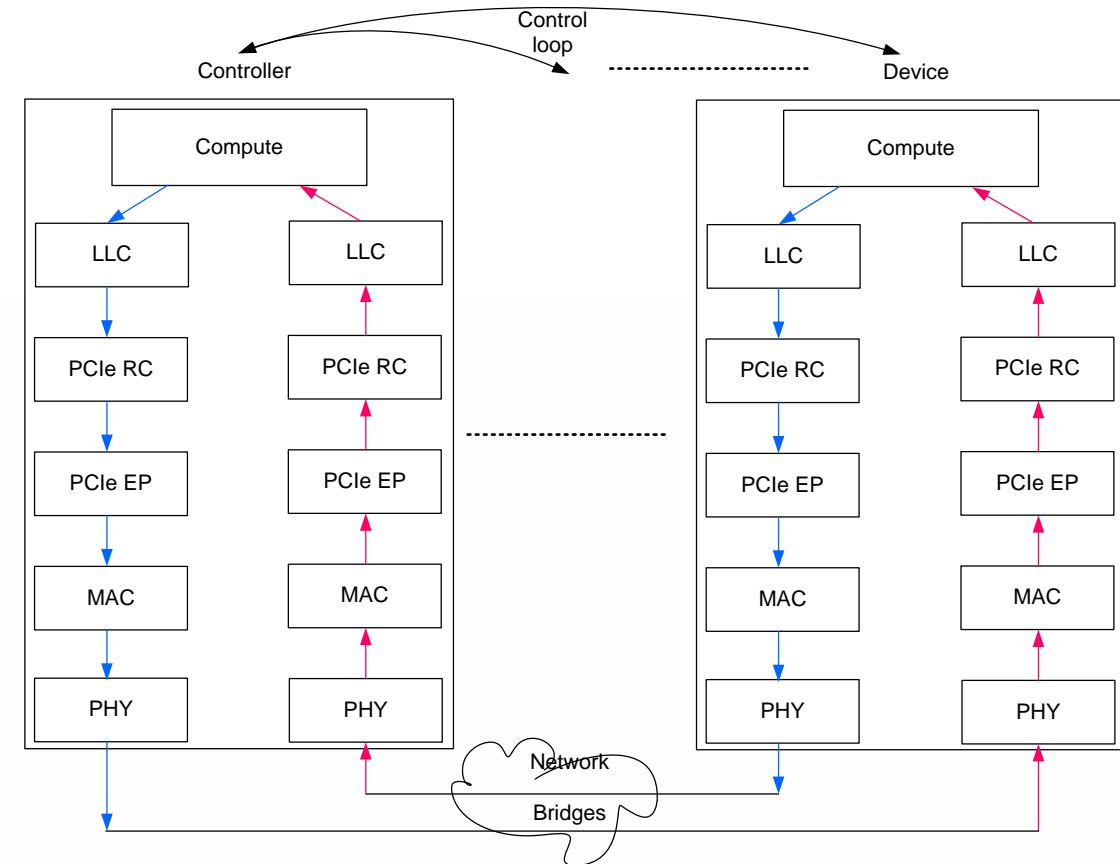 Control
loop
Controller
Device
Compute
Compute
LLC
LLC
LLC
LLC
PCIe RC
PCIe RC
PCIe RC
PCIe RC
PCIe EP
PCIe EP
PCIe EP
PCIe EP
MAC
MAC
MAC
MAC
PHY
PHY
PHY
PHY
Network
Bridges